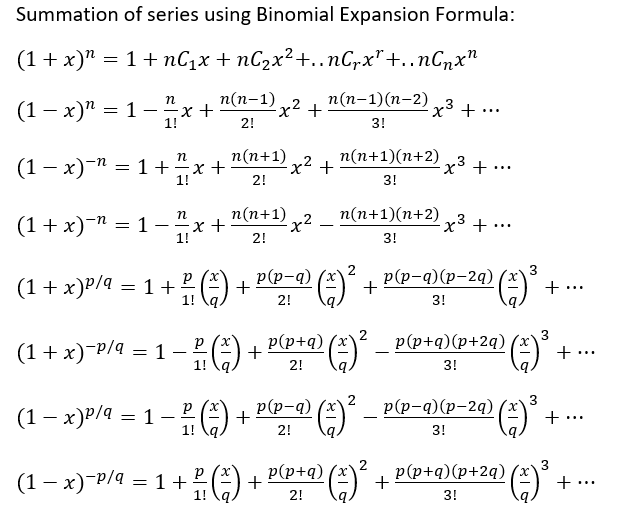 Summation of series using Binomial Expansion Formula:
(1 + x)ⁿ = 1 + nC₁x + nC₂x²+..nCᵣxʳ+..nCₙxⁿ
(1 − x)ⁿ = 1 − n/1! x + n(n−1)/2! x² + n(n−1)(n−2)/3! x³ + ⋯
(1 − x)⁻ⁿ = 1 + n/1! x + n(n+1)/2! x² + n(n+1)(n+2)/3! x³ + ⋯
(1 + x)⁻ⁿ = 1 − n/1! x + n(n+1)/2! x² − n(n+1)(n+2)/3! x³ + ⋯
(1 + x)^p/q = 1 + p/1! (x/q) + p(p−q)/2! (x/q)² + p(p−q)(p−2q)/3! (x/q)³ + ⋯
(1 + x)^−p/q = 1 − p/1! (x/q) + p(p+q)/2! (x/q)² − p(p+q)(p+2q)/3! (x/q)³ + ⋯
(1 − x)^p/q = 1 − p/1! (x/q) + p(p−q)/2! (x/q)² − p(p−q)(p−2q)/3! (x/q)³ + ⋯
(1 − x)^−p/q = 1 + p/1! (x/q) + p(p+q)/2! (x/q)² + p(p+q)(p+2q)/3! (x/q)³ + ⋯